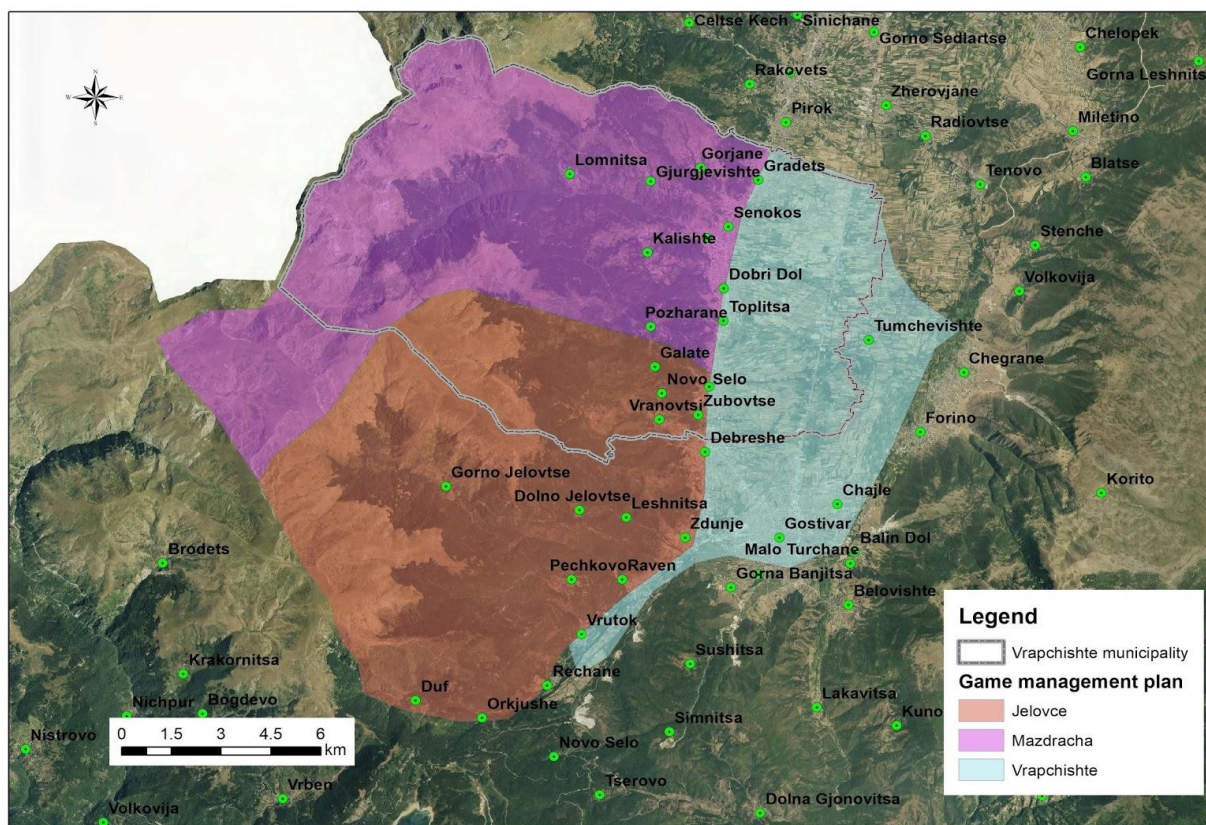 Celtse Kech
Sinichane
Gorno Sedlartse
Chelopek
Gorna Leshnits
Rakovets
Zherovjane
Pirok
Radiovtse
Miletino
N
W
E
S
Gorjane
Lomnitsa
Gjurgjevishte
Gradets
Tenovo
Blatse
Senokos
Kalishte
Stenche
Dobri Dol
Volkovija
Pozharane
Toplitsa
Tumchevishte
Galate
Chegrane
Novo Selo
Vranovtsi
Zubovtse
Forino
Debreshe
Gorno Jelovtse
Korito
Dolno Jelovtse
Leshnitsa
Chajle
Zdunje
Gostivar
Balin Dol
Malo Turchane
Brodets
Pechkovo
Raven
Gorna Banjitsa
Belovishte
Vrutok
Sushitsa
Krakornitsa
Rechane
Duf
Lakavitsa
Nichpur
Bogdevo
Orkjushe
Kuno
Simnitsa
Nistrovo
Novo Selo
Vrben
Tserovo
Volkovija
Dolna Gjonovitsa
0 1.5 3 4.5 6
km
Legend
Vrapchishte municipality
Game management plan
Jelovce
Mazdracha
Vrapchishte